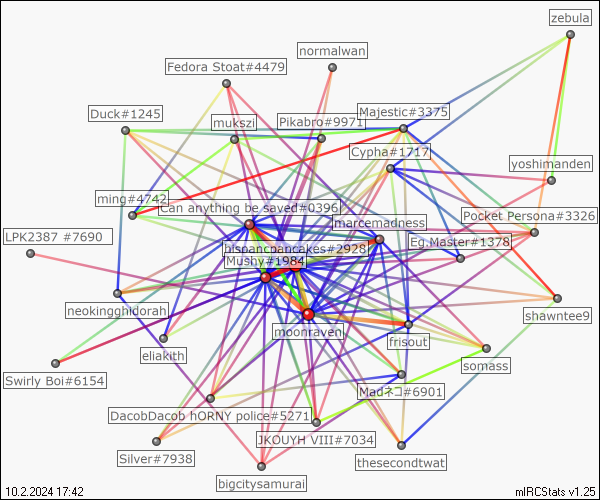 zebula
normalwan
Fedora Stoat#4479
Duck#1245
mukszi
Pikabro#9971
Majestic#3375
Cypha#1717
yoshimanden
ming#4742
Can anything be saved#0396
marcemadness
Pocket Persona#3326
LPK2387 #7690
hispancpancakes#2928
Eg.Master#1378
Mushy#1984
neokingghidorah
moonraven
shawntee9
eliakith
frisout
somass
Swirly Boi#6154
Madネコ#6901
DacobDacob hORNY police#5271
JKOUYH VIII#7034
Silver#7938
thesecondtwat
bigcitysamurai
10.2.2024 17:42
mIRCStats v1.25